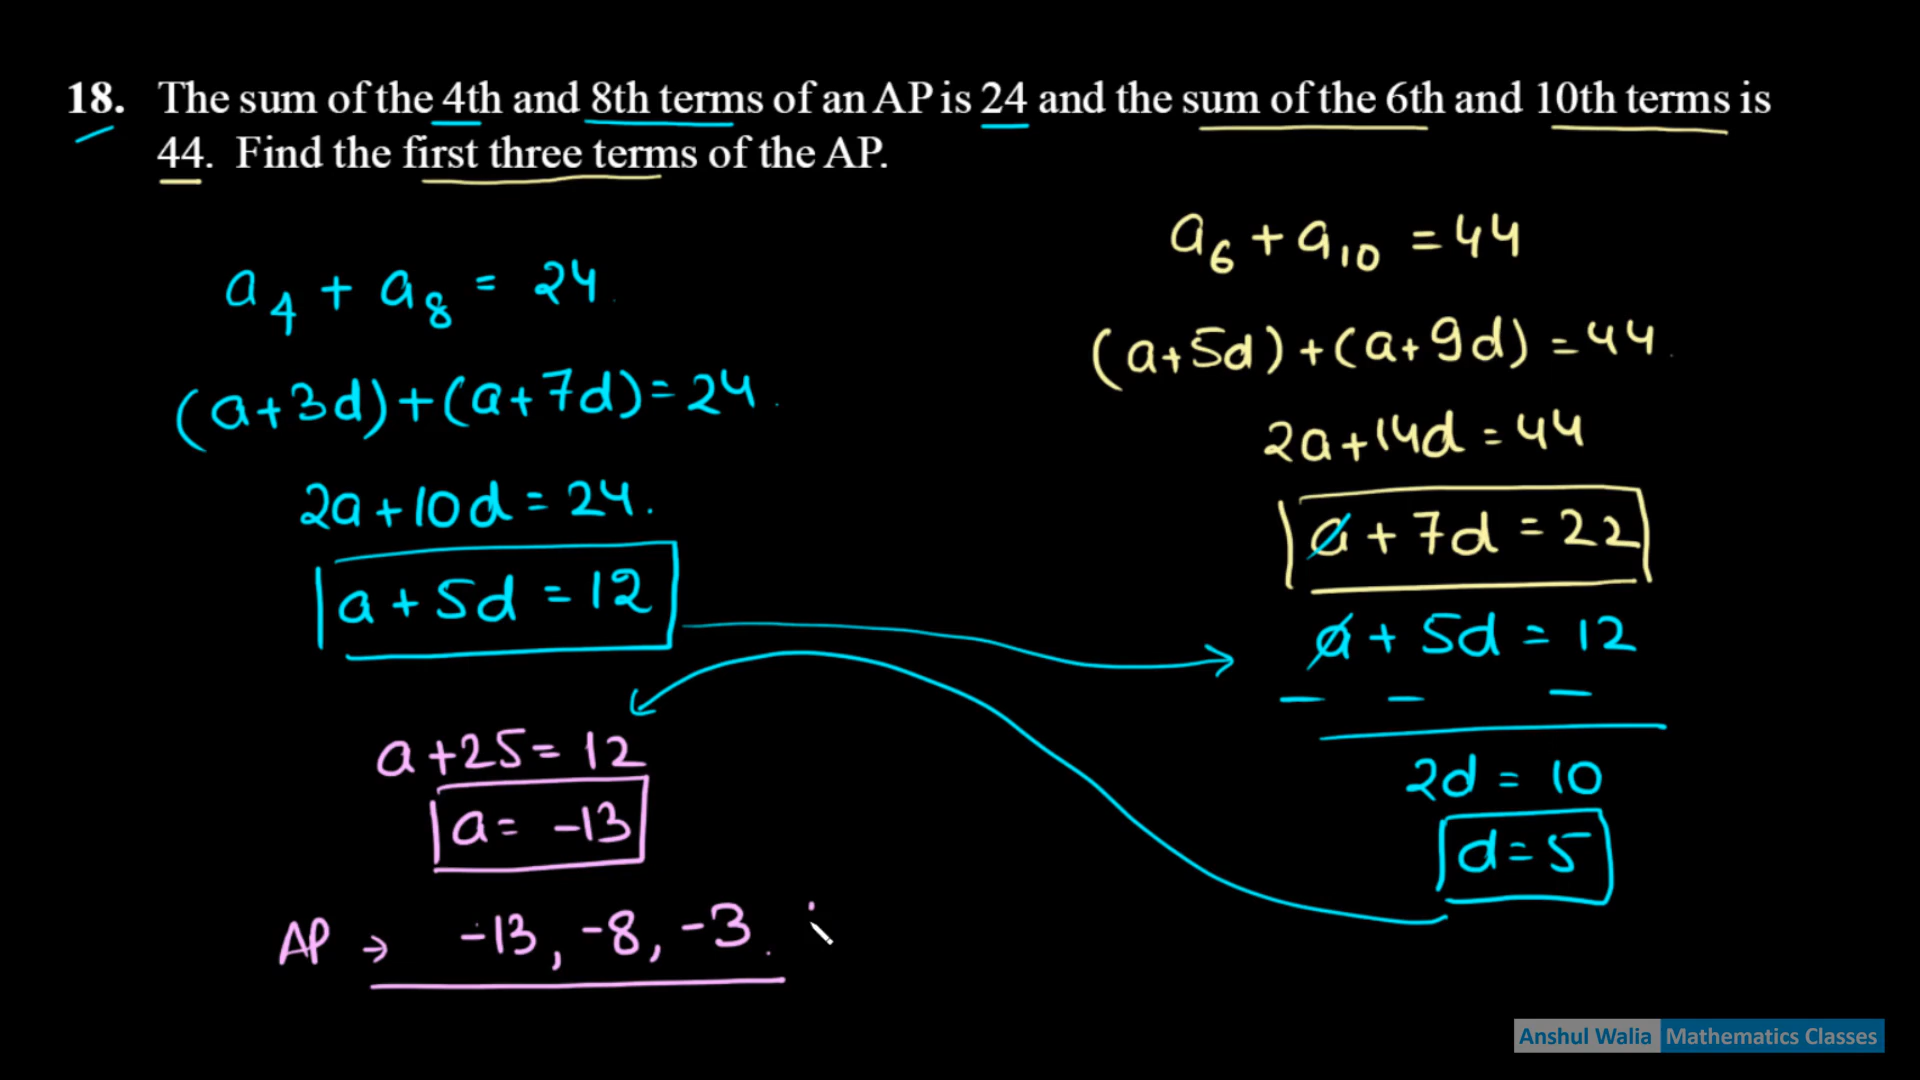 18. The sum of the 4th and 8th terms of an AP is 24 and the sum of the 6th and 10th terms is
44. Find the first three terms of the AP.
a₄ + a₈ = 24
(a+3d)+(a+7d)=24
2a+10d=24.
a+5d=12
a+25=12
a=-13
AP → -13, -8, -3.
a₆+a₁₀=44
(a+5d)+(a+9d)=44
2a+14d=44
a+7d=22
a+5d=12
- - -
2d=10
d=5
Anshul Walia Mathematics Classes